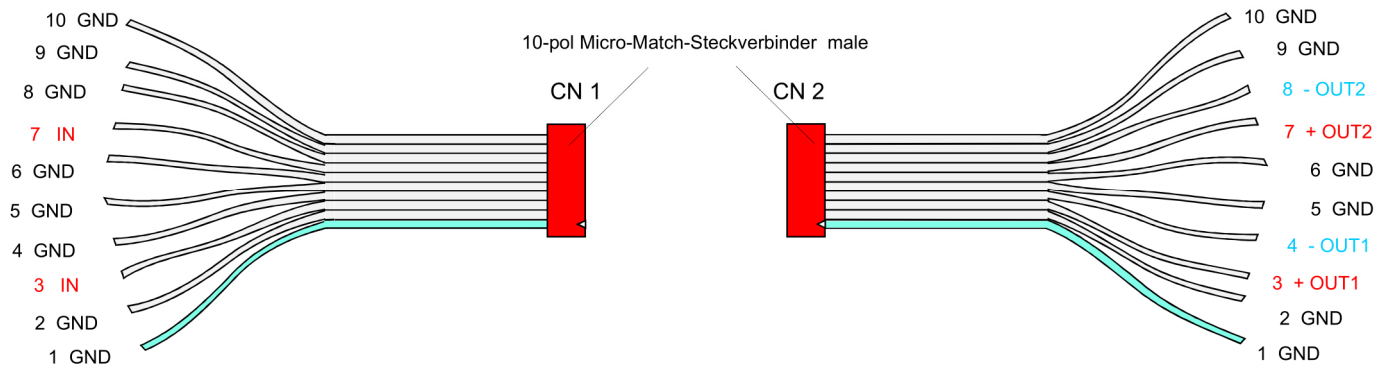 10 GND
9 GND
8 GND
7 IN
6 GND
5 GND
4 GND
3 IN
2 GND
1 GND
10-pol Micro-Match-Steckverbinder male
CN 1
CN 2
10 GND
9 GND
8 - OUT2
7 + OUT2
6 GND
5 GND
4 - OUT1
3 + OUT1
2 GND
1 GND